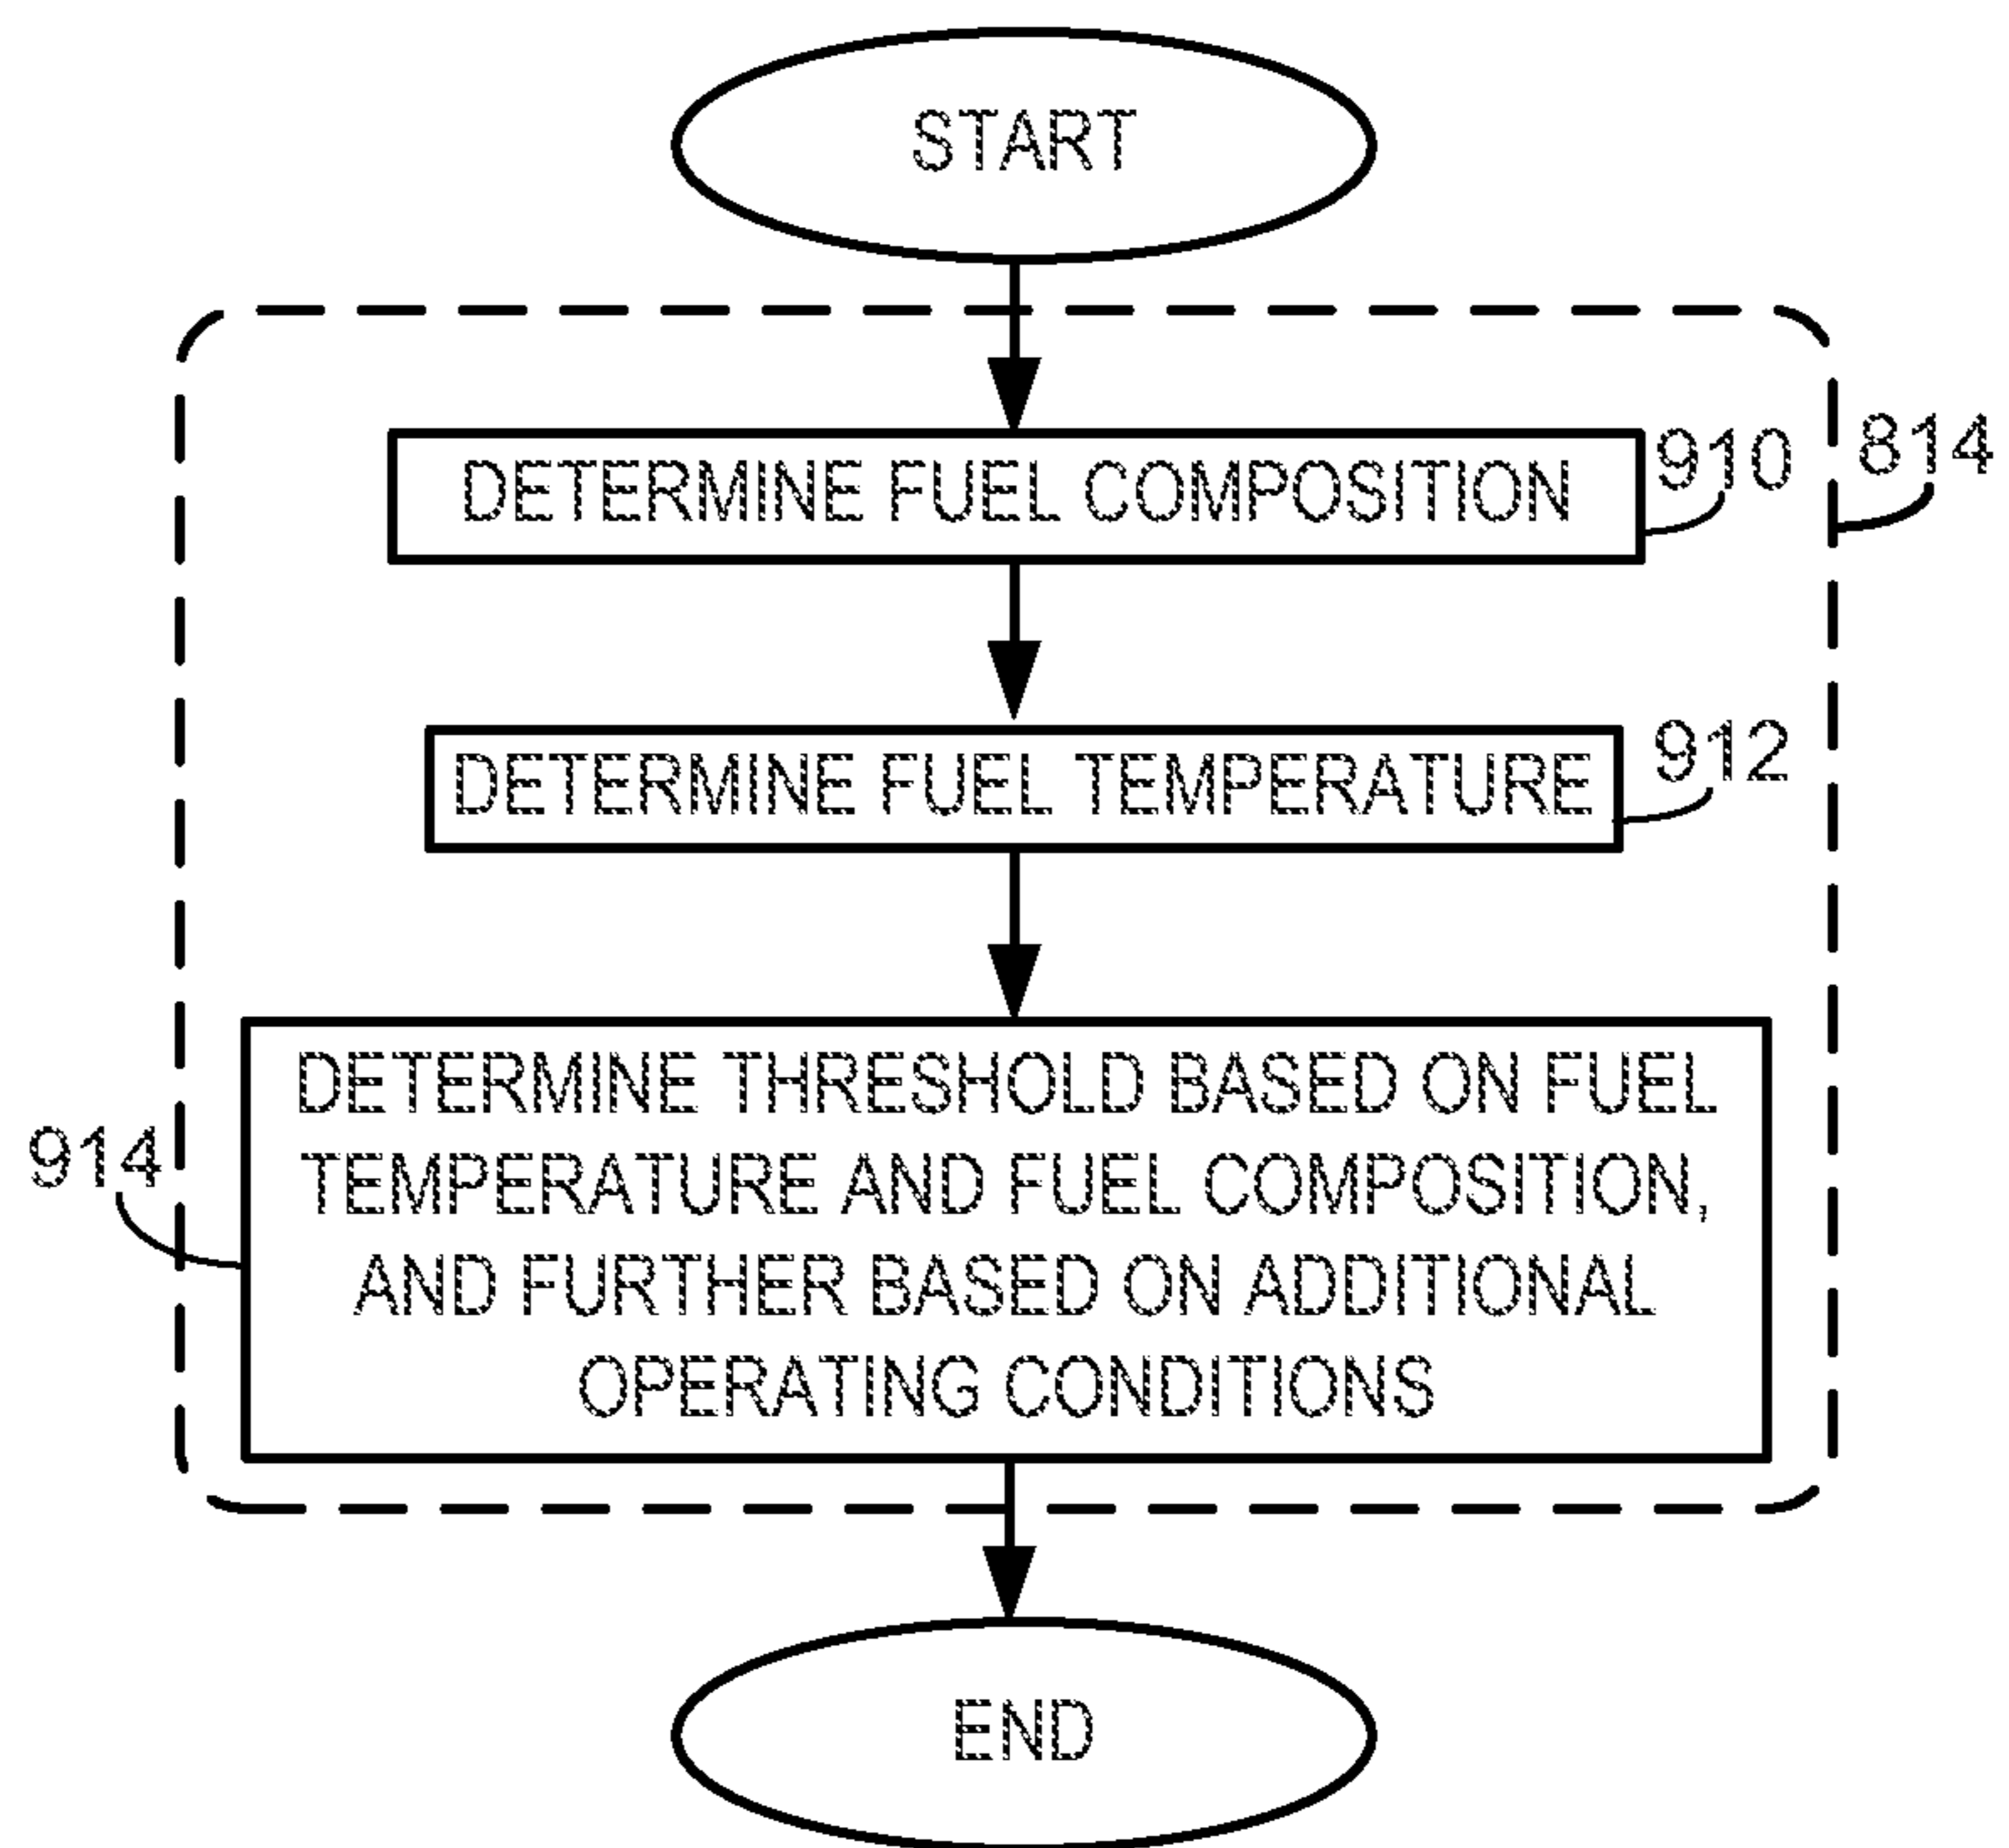 START
DETERMINE FUEL COMPOSITION
910
814
DETERMINE FUEL TEMPERATURE
912
DETERMINE THRESHOLD BASED ON FUEL
TEMPERATURE AND FUEL COMPOSITION,
AND FURTHER BASED ON ADDITIONAL
OPERATING CONDITIONS
914
END